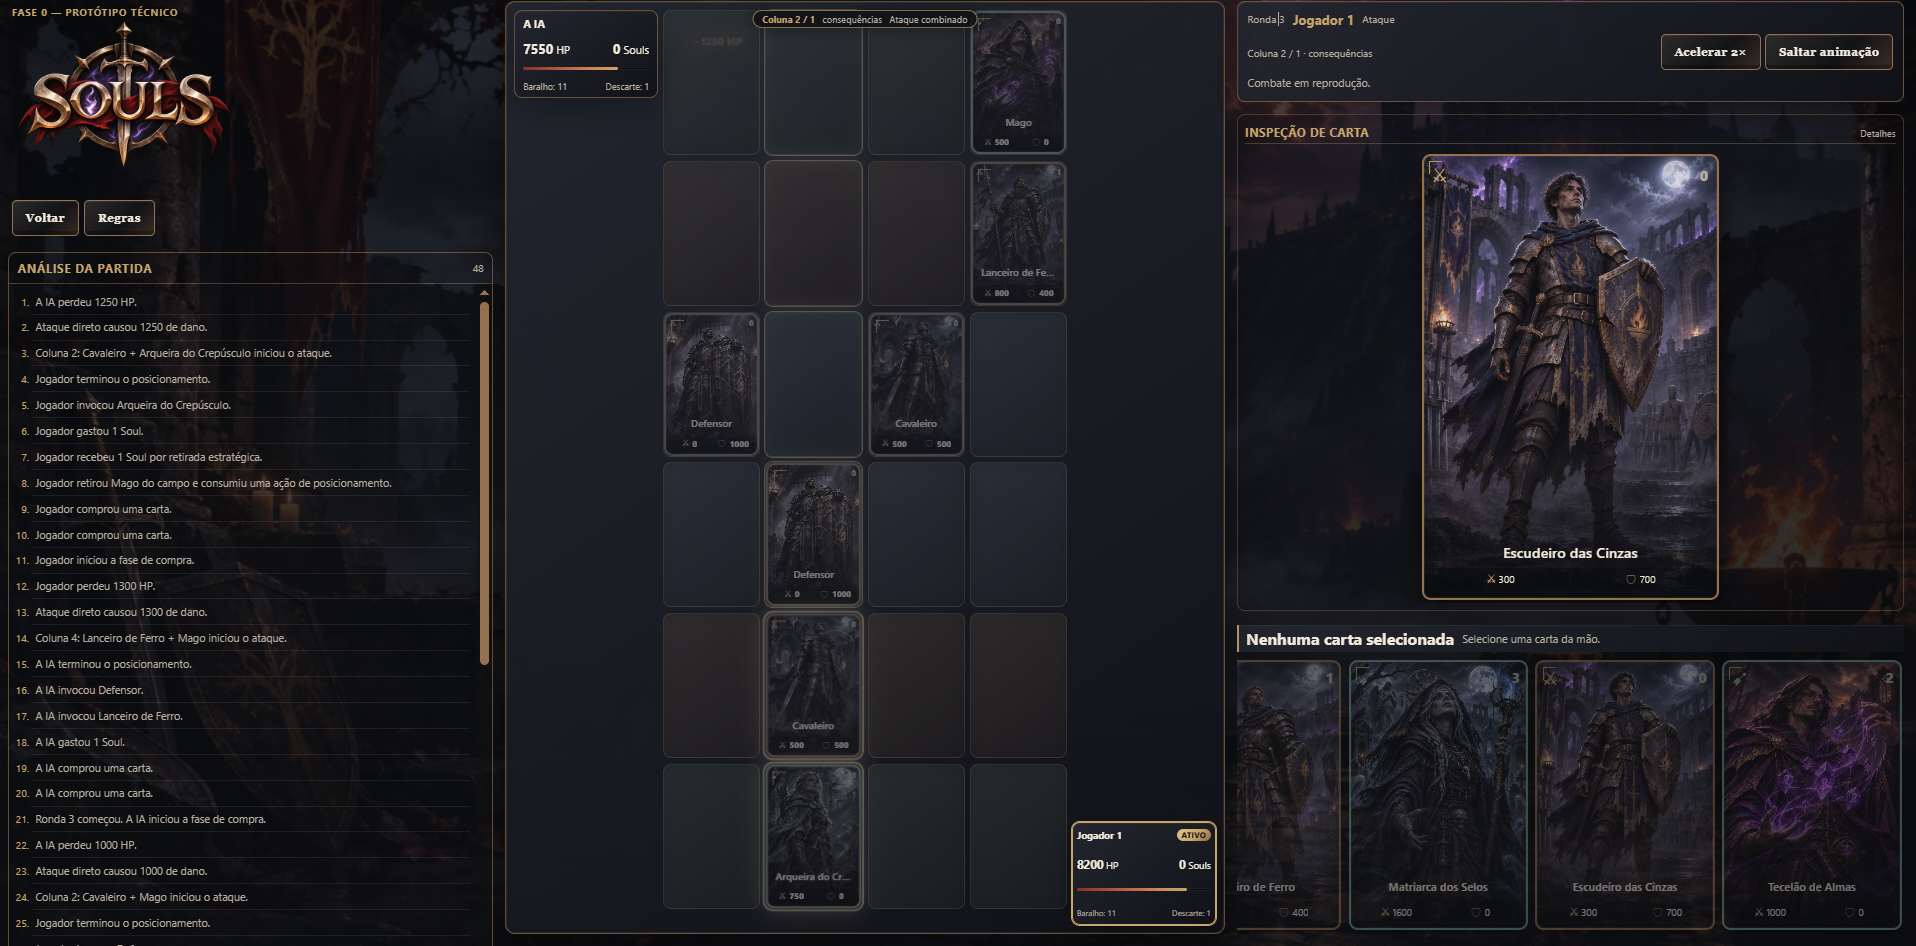 FASE 0 — PROTÓTIPO TÉCNICO
SOULS
Voltar
Regras
ANÁLISE DA PARTIDA
48
1. A IA perdeu 1250 HP.
2. Ataque direto causou 1250 de dano.
3. Coluna 2: Cavaleiro + Arqueira do Crepúsculo iniciou o ataque.
4. Jogador terminou o posicionamento.
5. Jogador invocou Arqueira do Crepúsculo.
6. Jogador gastou 1 Soul.
7. Jogador recebeu 1 Soul por retirada estratégica.
8. Jogador retirou Mago do campo e consumiu uma ação de posicionamento.
9. Jogador comprou uma carta.
10. Jogador comprou uma carta.
11. Jogador iniciou a fase de compra.
12. Jogador perdeu 1300 HP.
13. Ataque direto causou 1300 de dano.
14. Coluna 4: Lanceiro de Ferro + Mago iniciou o ataque.
15. A IA terminou o posicionamento.
16. A IA invocou Defensor.
17. A IA invocou Lanceiro de Ferro.
18. A IA gastou 1 Soul.
19. A IA comprou uma carta.
20. A IA comprou uma carta.
21. Ronda 3 começou. A IA iniciou a fase de compra.
22. A IA perdeu 1000 HP.
23. Ataque direto causou 1000 de dano.
24. Coluna 2: Cavaleiro + Mago iniciou o ataque.
25. Jogador terminou o posicionamento.
A IA
7550 HP
0 Souls
Baralho: 11
Descarte: 1
Coluna 2 / 1 consequências Ataque combinado
−1250 HP
0
Mago
500
0
1
Lanceiro de Fe...
800
400
0
Defensor
0
1000
0
Cavaleiro
500
500
0
Defensor
0
1000
0
Cavaleiro
500
500
Arqueira do Cr...
750
0
Jogador 1
ATIVO
8200 HP
0 Souls
Baralho: 11
Descarte: 1
Ronda 3 Jogador 1 Ataque
Coluna 2 / 1 · consequências
Combate em reprodução.
Acelerar 2×
Saltar animação
INSPEÇÃO DE CARTA
Detalhes
0
Escudeiro das Cinzas
300
700
Nenhuma carta selecionada Selecione uma carta da mão.
1
iro de Ferro
400
3
Matriarca dos Selos
1600
0
0
Escudeiro das Cinzas
300
700
2
Tecelão de Almas
1000
0